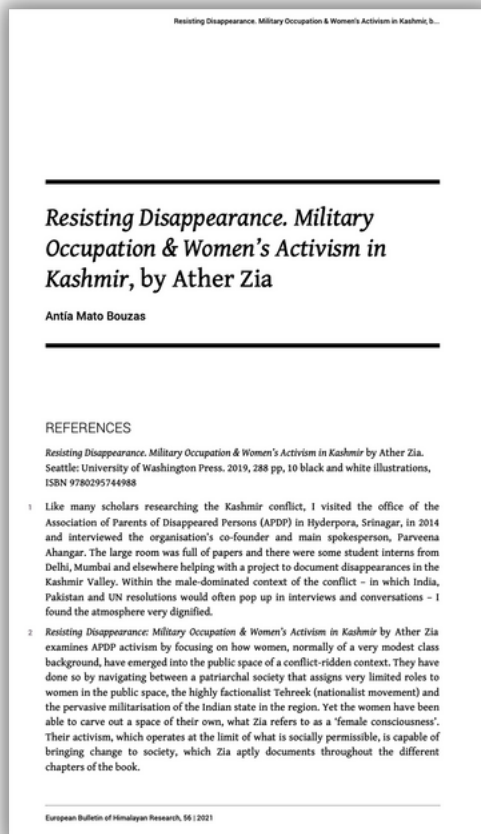 Resisting Disappearance. Military Occupation & Women's Activism in Kashmir, b...
Resisting Disappearance. Military
Occupation & Women's Activism in
Kashmir, by Ather Zia
Antía Mato Bouzas
REFERENCES
Resisting Disappearance. Military Occupation & Women's Activism in Kashmir by Ather Zia.
Seattle: University of Washington Press. 2019, 288 pp, 10 black and white illustrations,
ISBN 9780295744988
1 Like many scholars researching the Kashmir conflict, I visited the office of the
Association of Parents of Disappeared Persons (APDP) in Hyderpora, Srinagar, in 2014
and interviewed the organisation's co-founder and main spokesperson, Parveena
Ahangar. The large room was full of papers and there were some student interns from
Delhi, Mumbai and elsewhere helping with a project to document disappearances in the
Kashmir Valley. Within the male-dominated context of the conflict – in which India,
Pakistan and UN resolutions would often pop up in interviews and conversations – I
found the atmosphere very dignified.
2 Resisting Disappearance: Military Occupation & Women's Activism in Kashmir by Ather Zia
examines APDP activism by focusing on how women, normally of a very modest class
background, have emerged into the public space of a conflict-ridden context. They have
done so by navigating between a patriarchal society that assigns very limited roles to
women in the public space, the highly factionalist Tehreek (nationalist movement) and
the pervasive militarisation of the Indian state in the region. Yet the women have been
able to carve out a space of their own, what Zia refers to as a 'female consciousness'.
Their activism, which operates at the limit of what is socially permissible, is capable of
bringing change to society, which Zia aptly documents throughout the different
chapters of the book.
European Bulletin of Himalayan Research, 56 | 2021